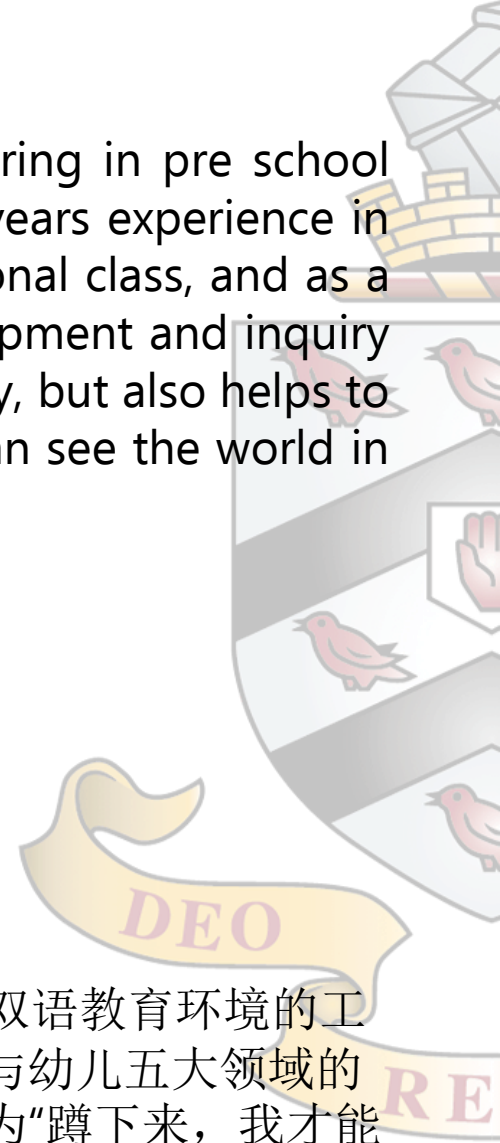 ring in pre school
years experience in
onal class, and as a
pment and inquiry
y, but also helps to
an see the world in
DEO
双语教育环境的工
与幼儿五大领域的
为“蹲下来，我才能
RE